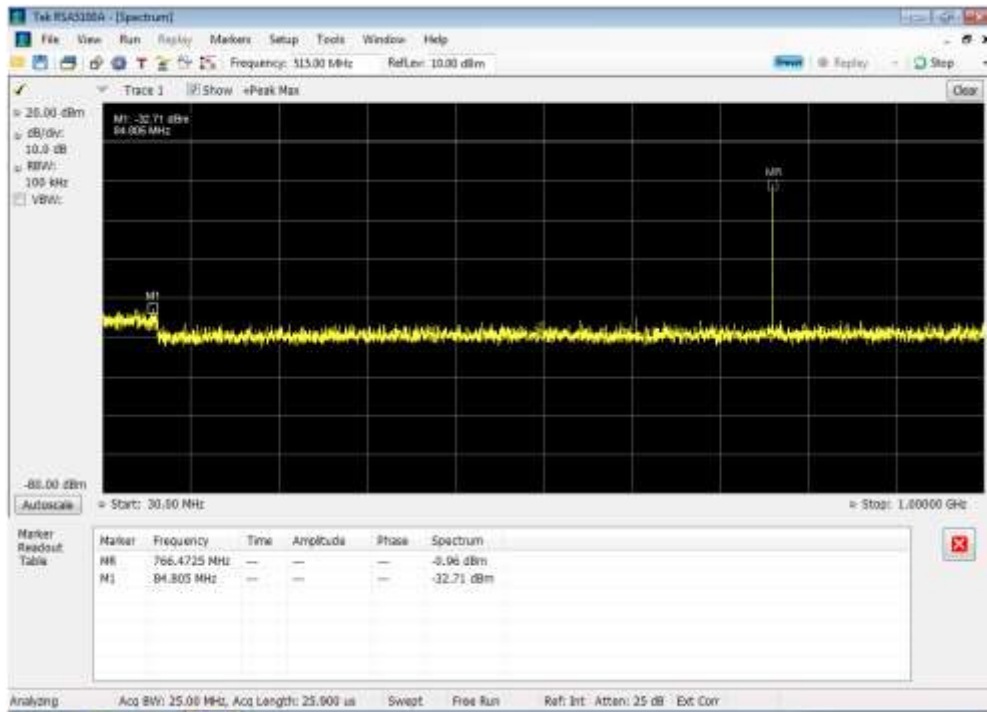 Tek RSA5100A - [Spectrum]
File View Run Replay Markers Setup Tools Window Help
Frequency: 515.00 MHz RefLev: 10.00 dBm Preset Replay Stop
Trace 1 Show +Peak Max Clear
20.00 dBm
dB/div:
10.0 dB
RBW:
100 kHz
VBW:
M1: -32.71 dBm
84.805 MHz
MR
M1
-80.00 dBm
Autoscale Start: 30.00 MHz Stop: 1.00000 GHz
Marker
Readout
Table
Marker Frequency Time Amplitude Phase Spectrum
MR 766.4725 MHz --- --- --- -0.96 dBm
M1 84.805 MHz --- --- --- -32.71 dBm
Analyzing Acq BW: 25.00 MHz, Acq Length: 25.900 us Swept Free Run Ref: Int Atten: 25 dB Ext Corr